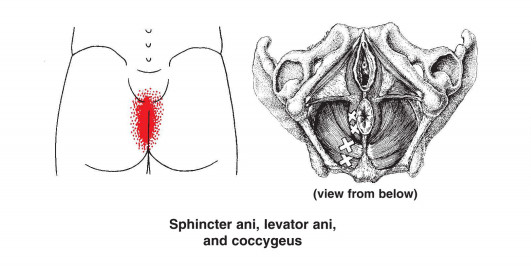 (view from below)
Sphincter ani, levator ani,
and coccygeus